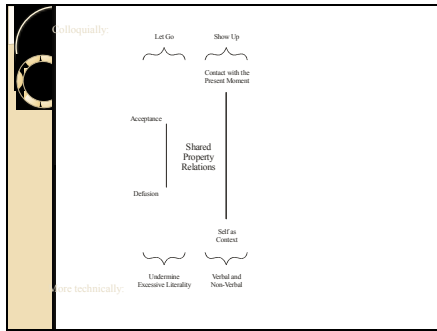 Colloquially:
Let Go
Show Up
Contact with the
Present Moment
Acceptance
Shared
Property
Relations
Defusion
Self as
Context
Undermine
Excessive Literality
Verbal and
Non-Verbal
More technically: